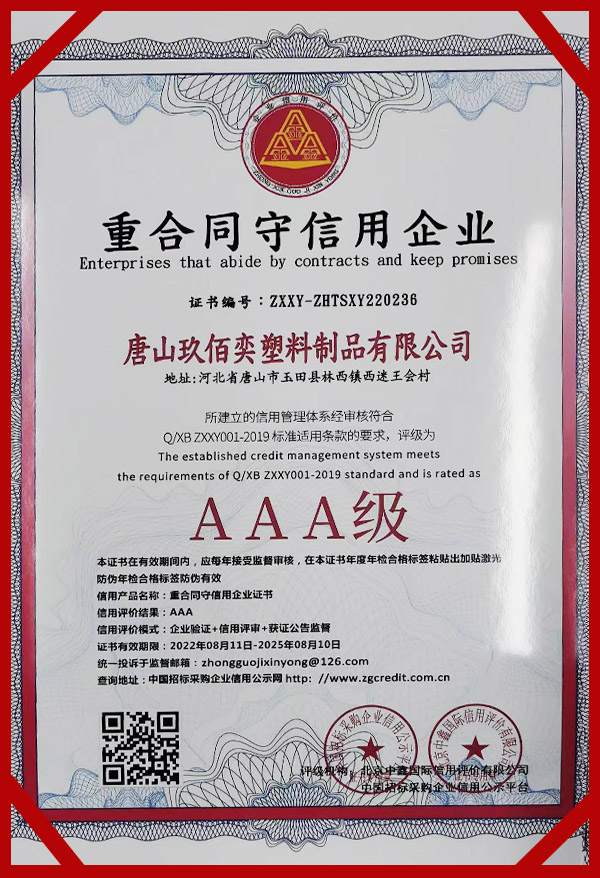 企业信用评价
重合同守信用企业
Enterprises that abide by contracts and keep promises
证书编号：ZXXY-ZHTSXY220236
唐山玖佰奕塑料制品有限公司
地址:河北省唐山市玉田县林西镇西迷王会村
所建立的信用管理体系经审核符合
Q/XB ZXXY001-2019 标准适用条款的要求，评级为
The established credit management system meets
the requirements of Q/XB ZXXY001-2019 standard and is rated as
AAA级
本证书在有效期间内，应每年接受监督审核，在本证书年度年检合格标签粘贴出加贴激光
防伪年检合格标签防伪有效
信用产品名称：重合同守信用企业证书
信用评价结果：AAA
信用评价模式：企业验证+信用评审+获证公告监督
证书有效期限：2022年08月11日-2025年08月10日
统一投诉于监督邮箱：zhongguojixinyong@126.com
查询地址：中国招标采购企业信用公示网http: //www.zgcredit.com.cn
评级机构：北京中鑫国际信用评价有限公司
中国招标采购企业信用公示平台